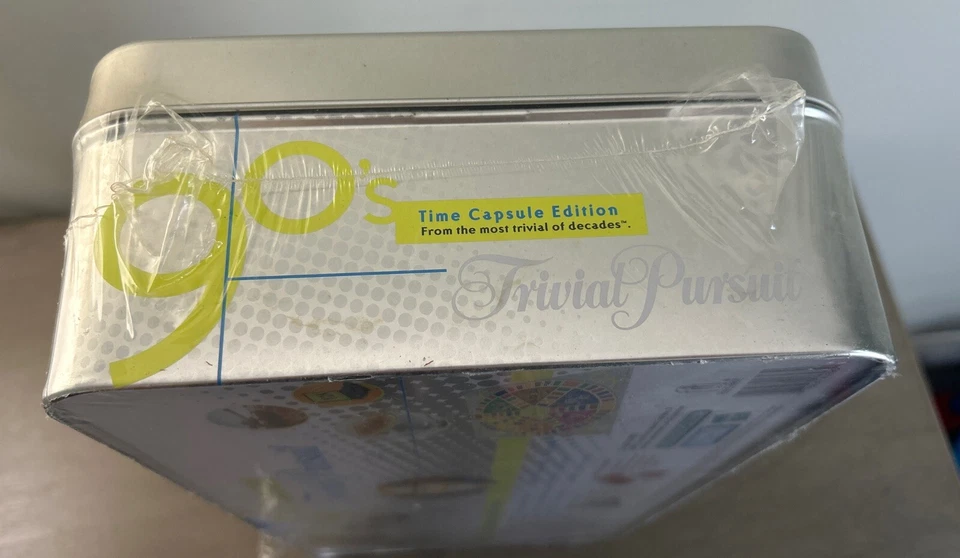 90's
Time Capsule Edition
From the most trivial of decades™.
Trivial Pursuit